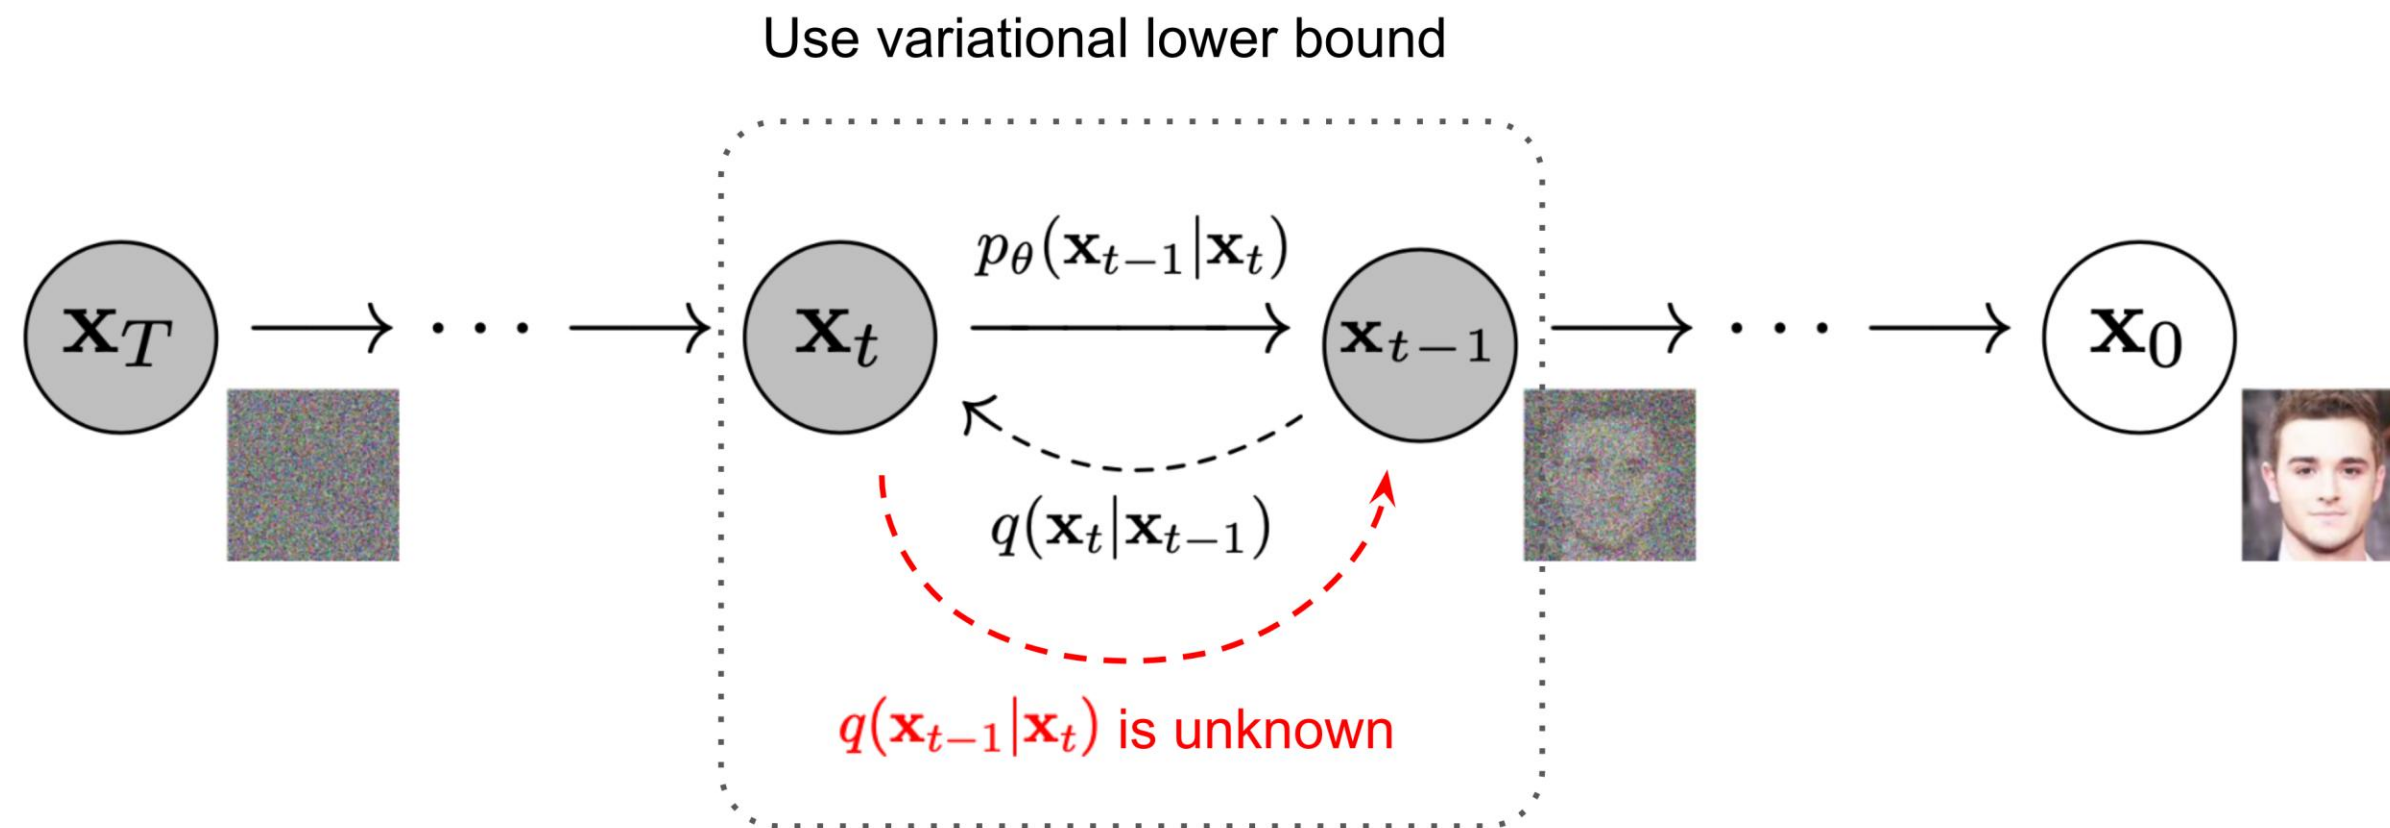 Use variational lower bound
p_θ(x_{t−1}|x_t)
x_T → ··· → x_t → x_{t−1} → ··· → x_0
q(x_t|x_{t−1})
q(x_{t−1}|x_t) is unknown